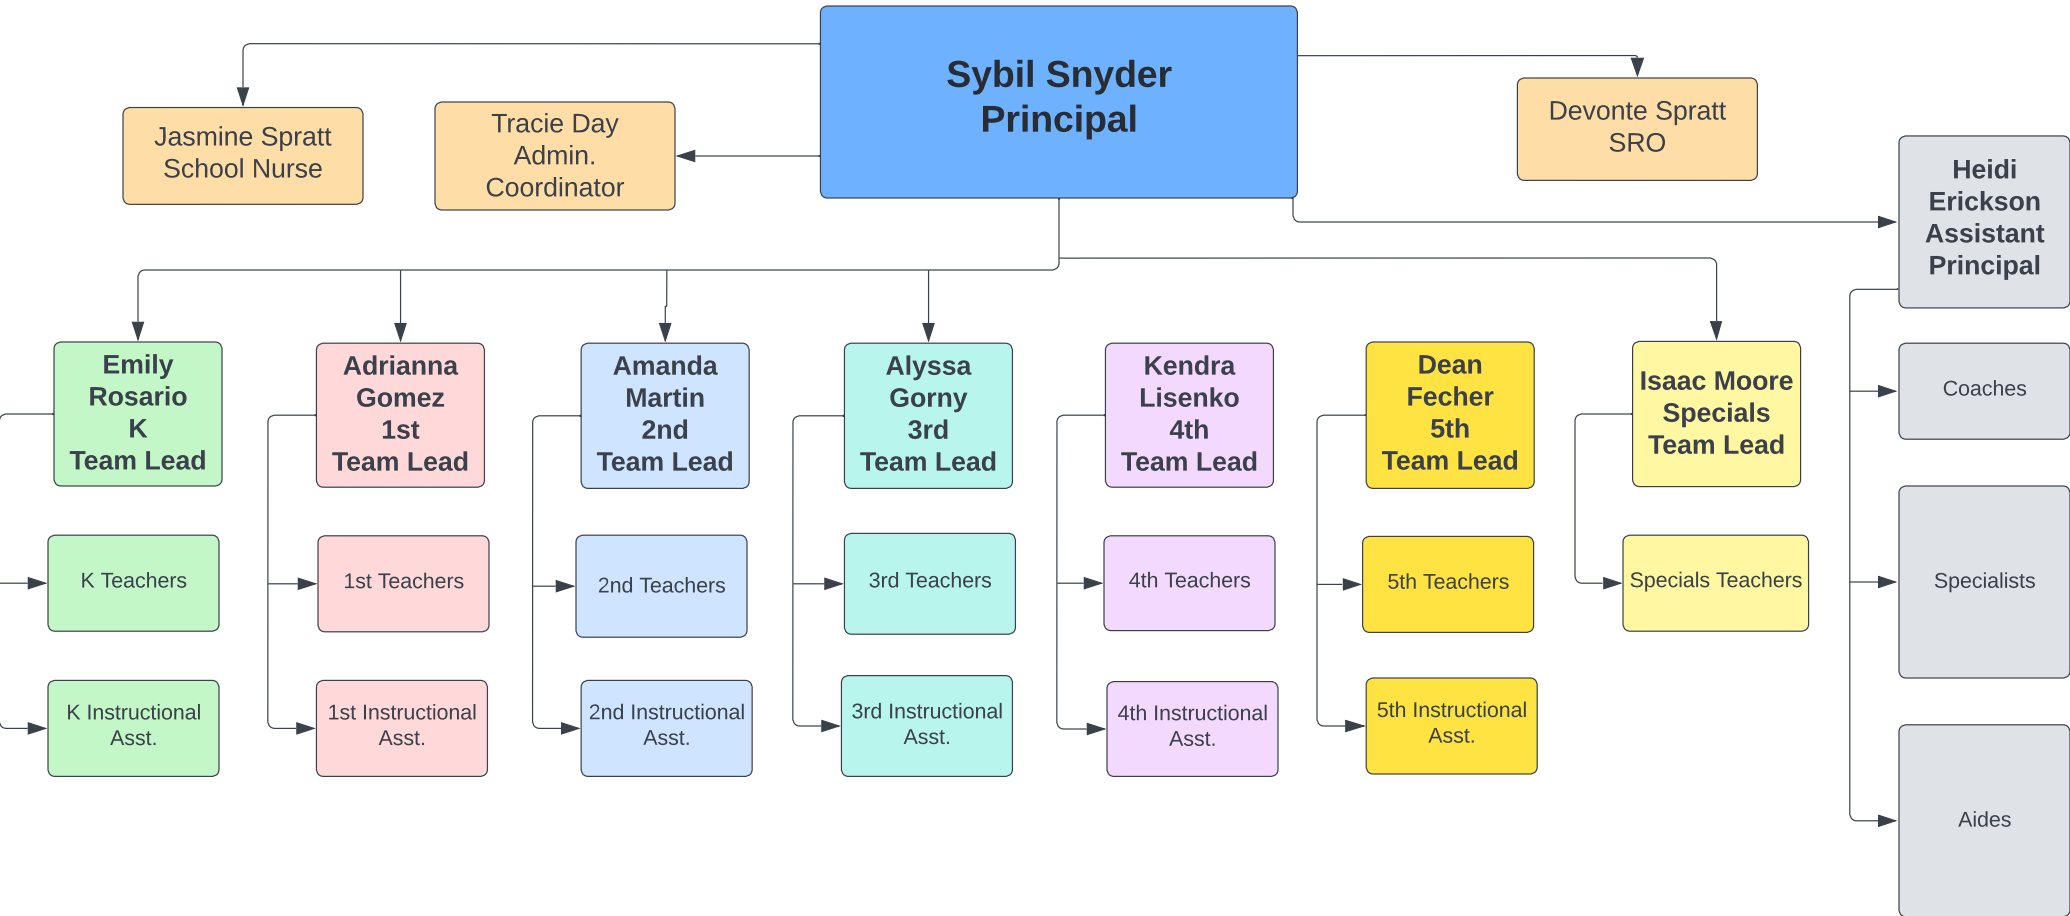 Sybil Snyder
Principal
Jasmine Spratt
School Nurse
Tracie Day
Admin.
Coordinator
Devonte Spratt
SRO
Heidi
Erickson
Assistant
Principal
Emily
Rosario
K
Team Lead
Adrianna
Gomez
1st
Team Lead
Amanda
Martin
2nd
Team Lead
Alyssa
Gorny
3rd
Team Lead
Kendra
Lisenko
4th
Team Lead
Dean
Fecher
5th
Team Lead
Isaac Moore
Specials
Team Lead
Coaches
K Teachers
1st Teachers
2nd Teachers
3rd Teachers
4th Teachers
5th Teachers
Specials Teachers
Specialists
K Instructional
Asst.
1st Instructional
Asst.
2nd Instructional
Asst.
3rd Instructional
Asst.
4th Instructional
Asst.
5th Instructional
Asst.
Aides